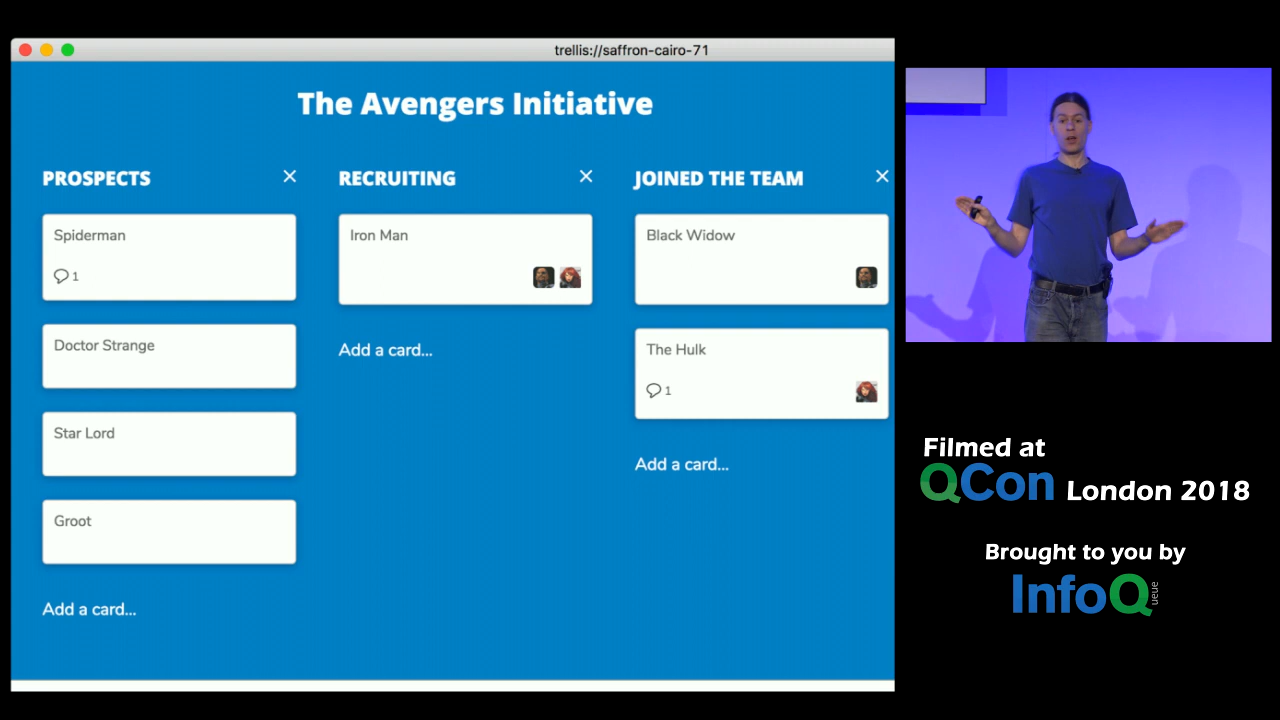 trellis://saffron-cairo-71
The Avengers Initiative
PROSPECTS
Spiderman
1
Doctor Strange
Star Lord
Groot
Add a card...
RECRUITING
Iron Man
Add a card...
JOINED THE TEAM
Black Widow
The Hulk
1
Add a card...
Filmed at
QCon London 2018
Brought to you by
InfoQueue